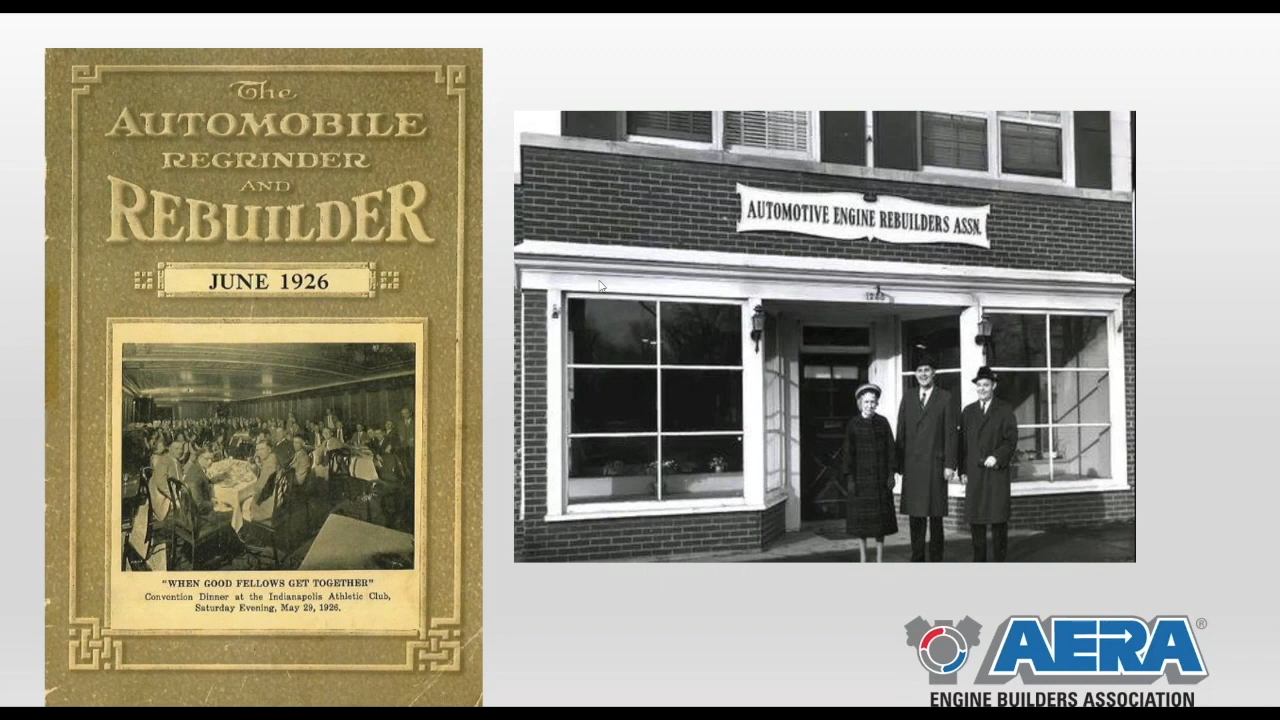 The
AUTOMOBILE
REGRINDER
AND
REBUILDER
JUNE 1926
"WHEN GOOD FELLOWS GET TOGETHER"
Convention Dinner at the Indianapolis Athletic Club,
Saturday Evening, May 29, 1926.
AUTOMOTIVE ENGINE REBUILDERS ASSN.
AERA®
ENGINE BUILDERS ASSOCIATION